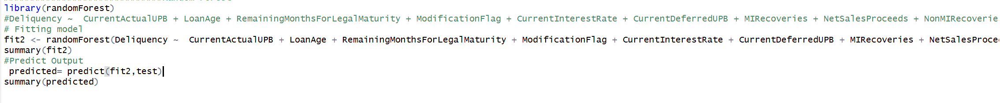 library(randomForest)
#Deliquency ~  CurrentActualUPB + LoanAge + RemainingMonthsForLegalMaturity + ModificationFlag + CurrentInterestRate + CurrentDeferredUPB + MIRecoveries + NetSalesProceeds + NonMIRecoverie
# Fitting model
fit2 <- randomForest(Deliquency ~  CurrentActualUPB + LoanAge + RemainingMonthsForLegalMaturity + ModificationFlag + CurrentInterestRate + CurrentDeferredUPB + MIRecoveries + NetSalesProce
summary(fit2)
#Predict Output
 predicted= predict(fit2,test)
summary(predicted)